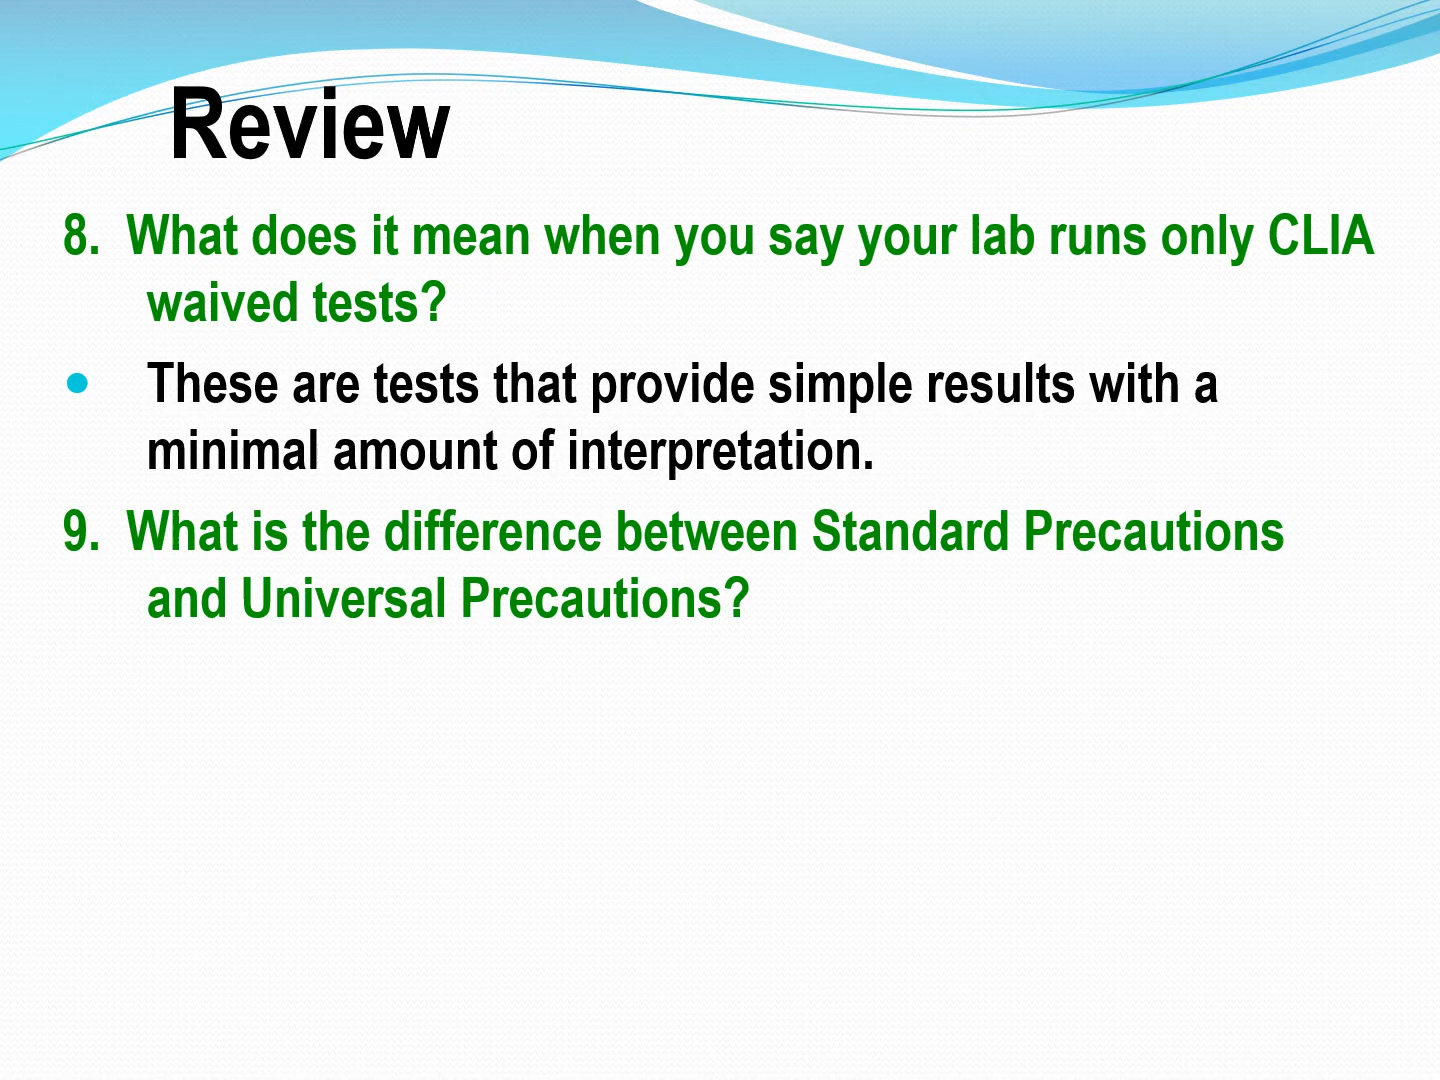 Review
8. What does it mean when you say your lab runs only CLIA
waived tests?
• These are tests that provide simple results with a
minimal amount of interpretation.
9. What is the difference between Standard Precautions
and Universal Precautions?